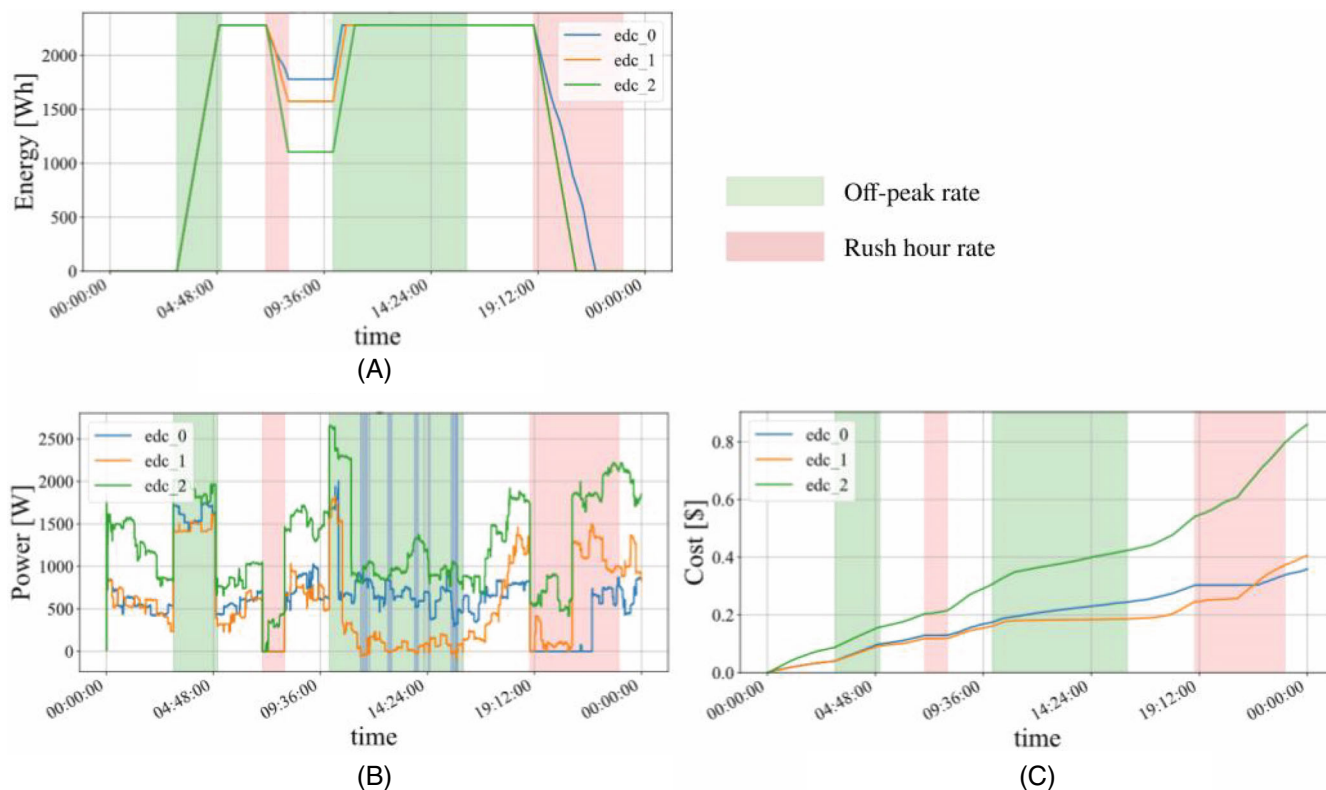 2000
1500
1000
500
0
Energy [Wh]
edc_0
edc_1
edc_2
00:00:00
04:48:00
09:36:00
14:24:00
19:12:00
00:00:00
time
(A)
Off-peak rate
Rush hour rate
2500
2000
1500
1000
500
0
Power [W]
edc_0
edc_1
edc_2
00:00:00
04:48:00
09:36:00
14:24:00
19:12:00
00:00:00
time
(B)
0.8
0.6
0.4
0.2
0.0
Cost [$]
edc_0
edc_1
edc_2
00:00:00
04:48:00
09:36:00
14:24:00
19:12:00
00:00:00
time
(C)